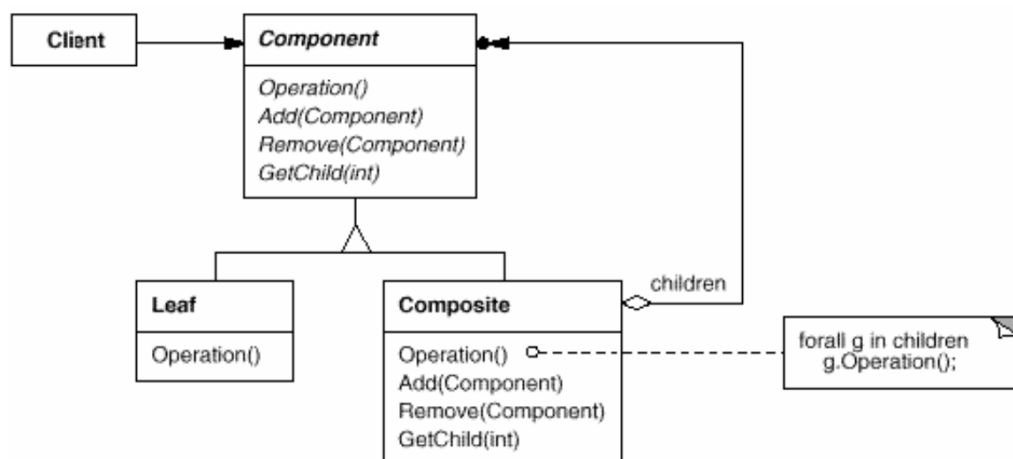 Client
Component
Operation()
Add(Component)
Remove(Component)
GetChild(int)
Leaf
Operation()
Composite
Operation()
Add(Component)
Remove(Component)
GetChild(int)
children
forall g in children
g.Operation();